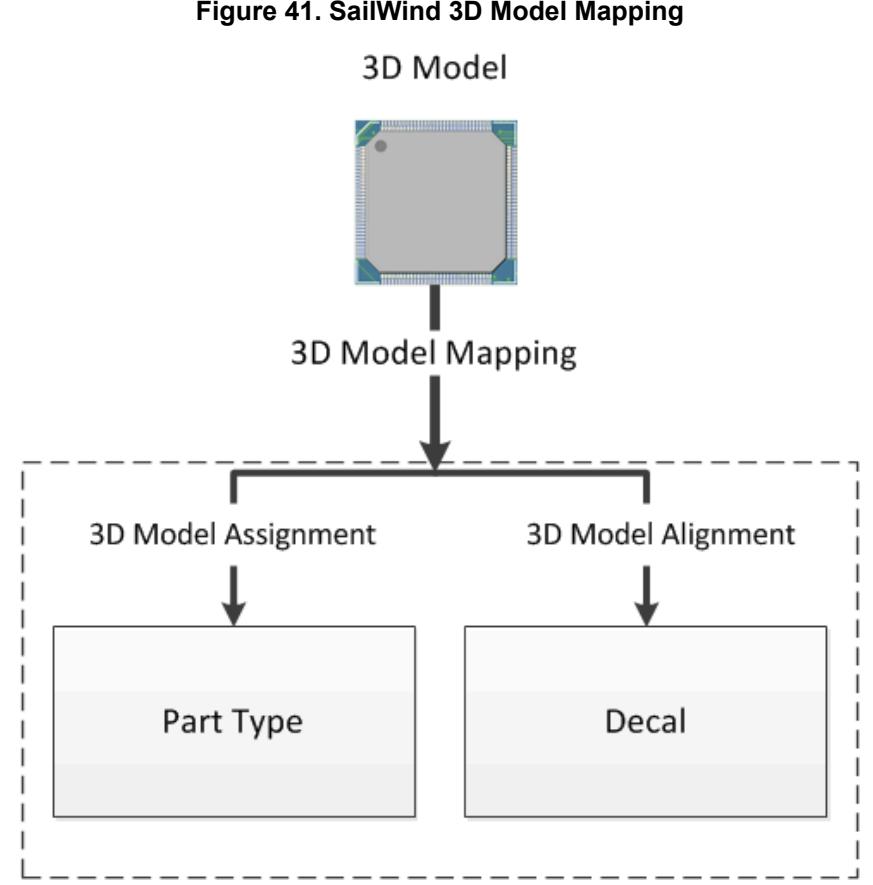 Figure 41. SailWind 3D Model Mapping
3D Model
3D Model Mapping
3D Model Assignment
3D Model Alignment
Part Type
Decal